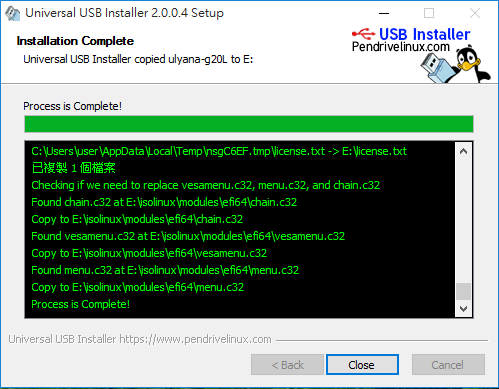 Universal USB Installer 2.0.0.4 Setup
Installation Complete
Universal USB Installer copied ulyana-g20L to E:
USB Installer
Pendrivelinux.com
Process is Complete!
C:\Users\user\AppData\Local\Temp\nsgC6EF.tmp\license.txt -> E:\license.txt
已複製 1 個檔案
Checking if we need to replace vesamenu.c32, menu.c32, and chain.c32
Found chain.c32 at E:\isolinux\modules\efi64\chain.c32
Copy to E:\isolinux\modules\efi64\chain.c32
Found vesamenu.c32 at E:\isolinux\modules\efi64\vesamenu.c32
Copy to E:\isolinux\modules\efi64\vesamenu.c32
Found menu.c32 at E:\isolinux\modules\efi64\menu.c32
Copy to E:\isolinux\modules\efi64\menu.c32
Process is Complete!
Universal USB Installer https://www.pendrivelinux.com
< Back
Close
Cancel